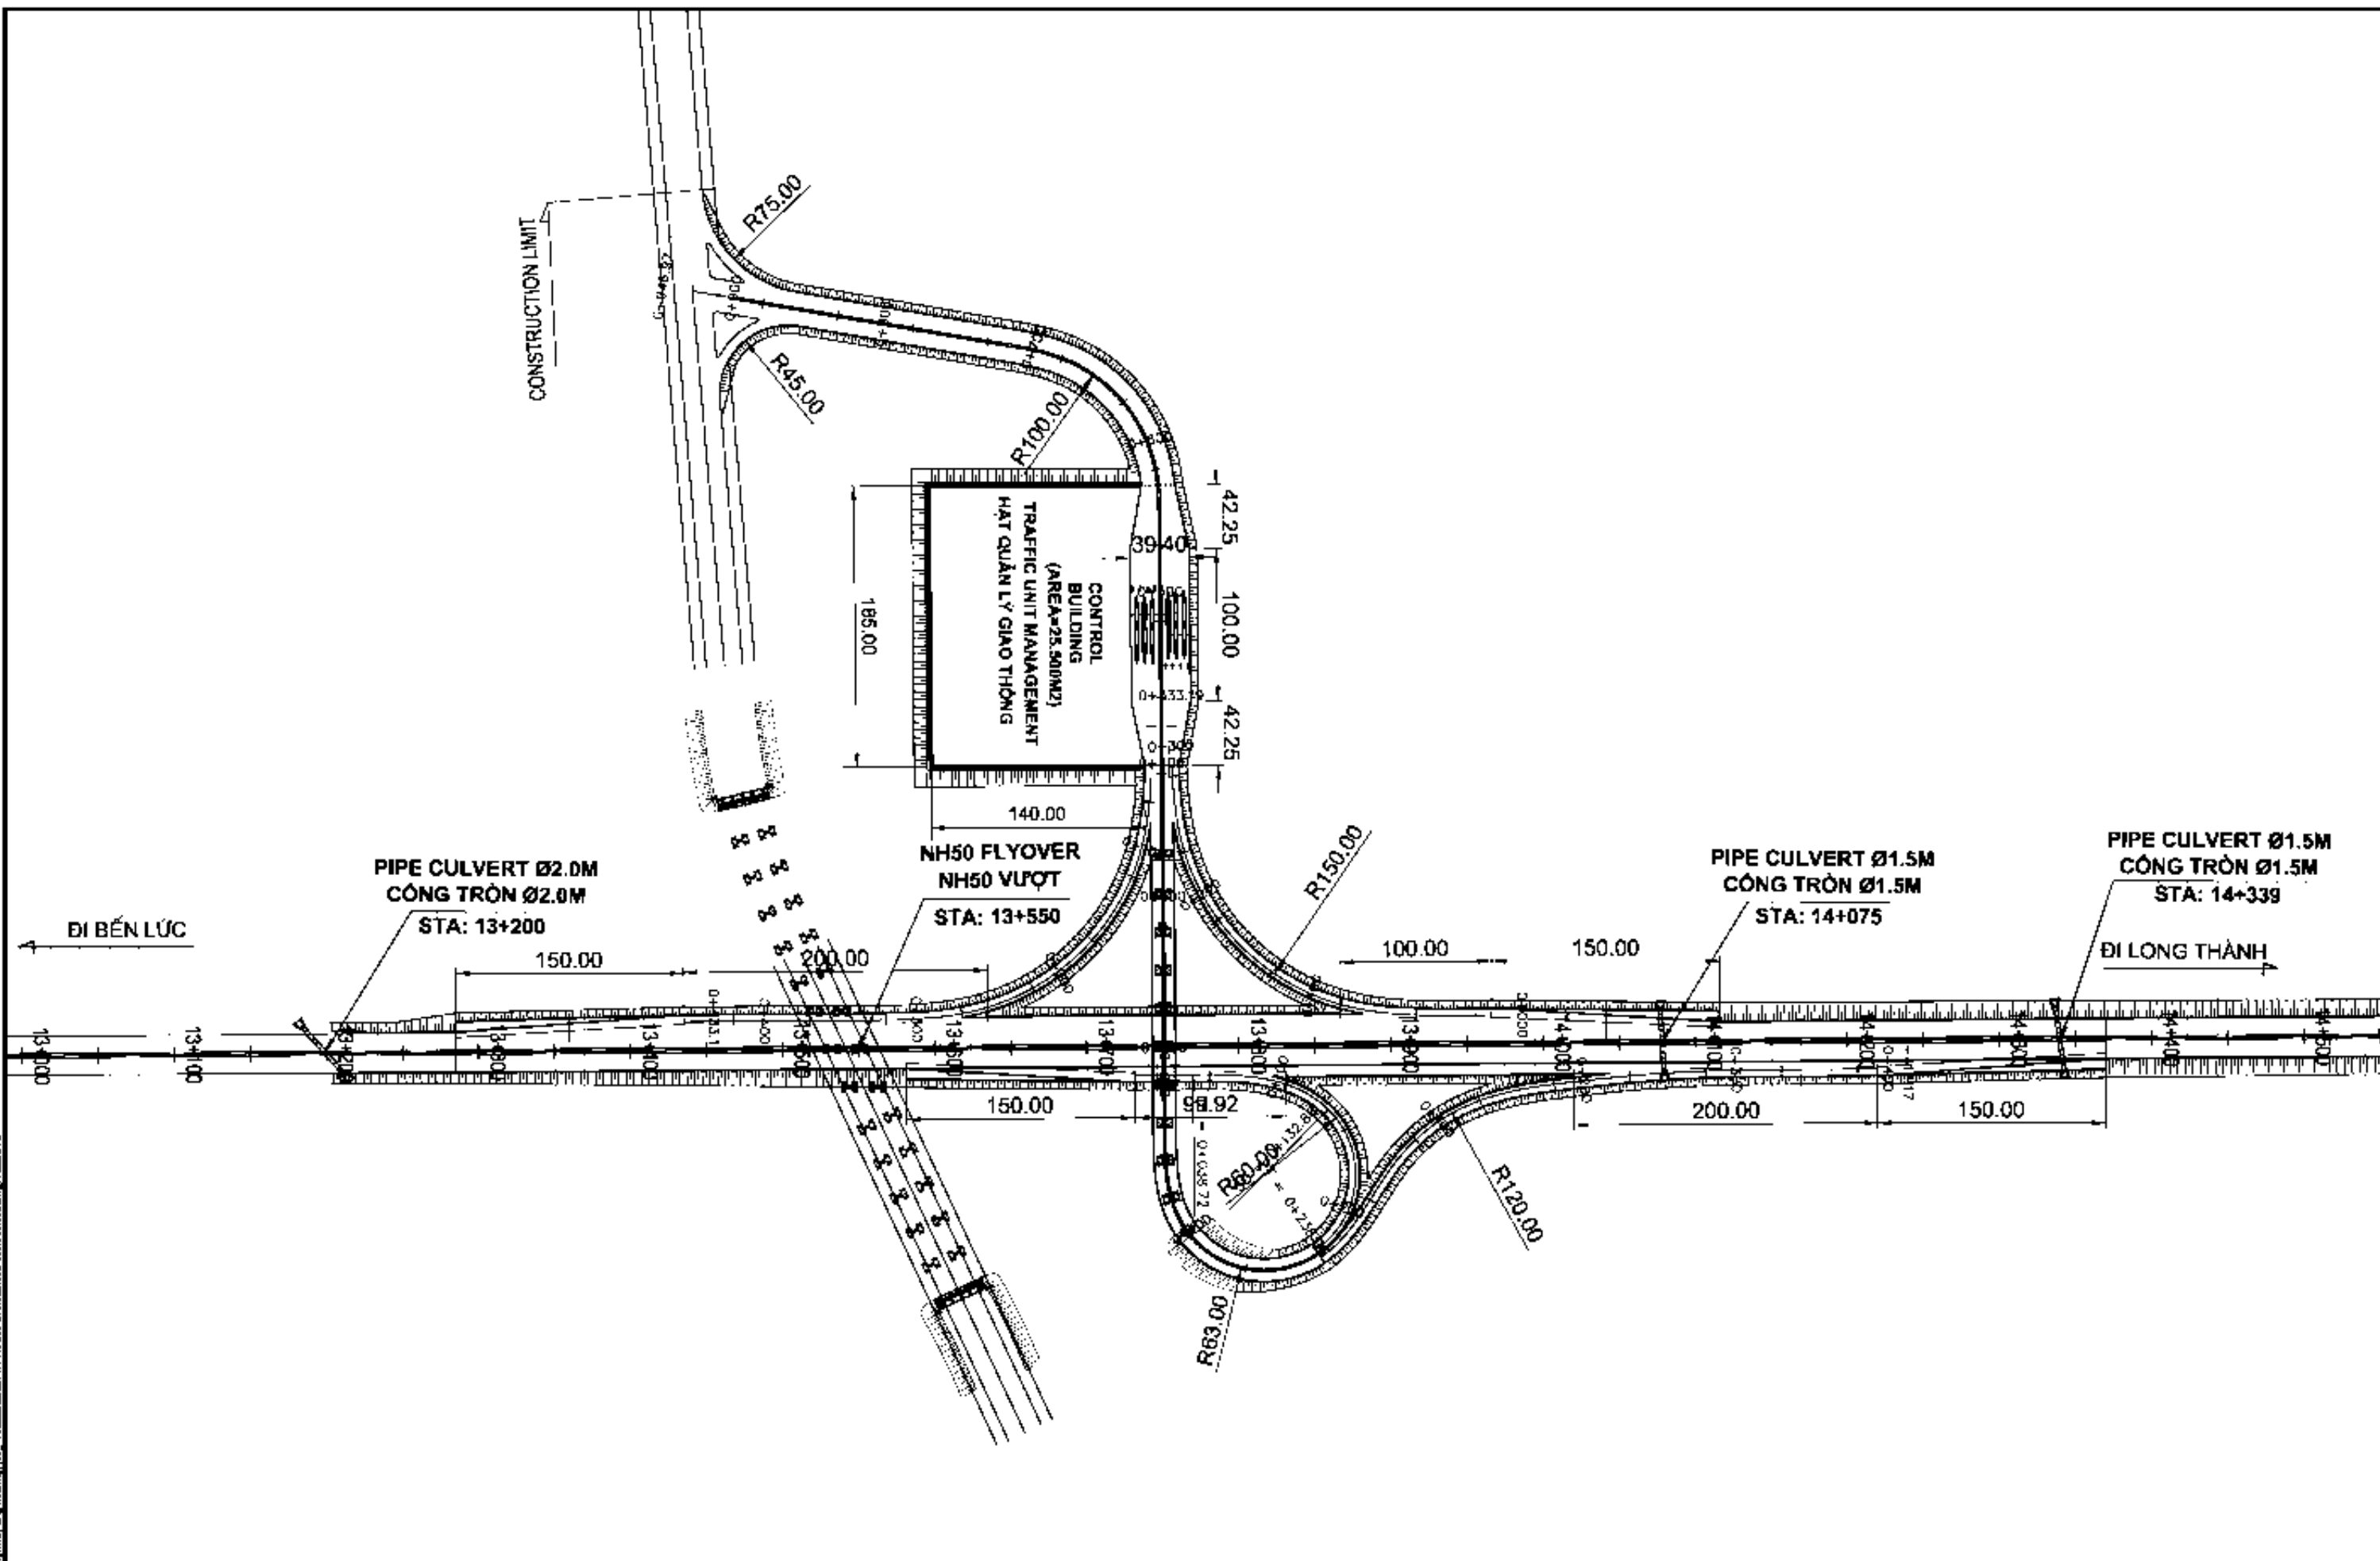 CONSTRUCTION LIMIT
R75.00
R45.00
R100.00
42.25
39.40
100.00
42.25
185.00
CONTROL
BUILDING
(AREA=25.500M2)
TRAFFIC UNIT MANAGEMENT
HẠT QUẢN LÝ GIAO THÔNG
140.00
NH50 FLYOVER
NH50 VƯỢT
STA: 13+550
PIPE CULVERT Ø2.0M
CỐNG TRÒN Ø2.0M
STA: 13+200
R150.00
PIPE CULVERT Ø1.5M
CỐNG TRÒN Ø1.5M
STA: 14+075
PIPE CULVERT Ø1.5M
CỐNG TRÒN Ø1.5M
STA: 14+339
ĐI BẾN LỨC
ĐI LONG THÀNH
150.00
200.00
100.00
150.00
13+000
13+100
13+200
13+300
13+400
13+500
13+600
13+700
13+800
13+900
14+000
14+100
14+200
14+300
14+400
14+500
150.00
200.00
150.00
R60.00
R120.00
R63.00